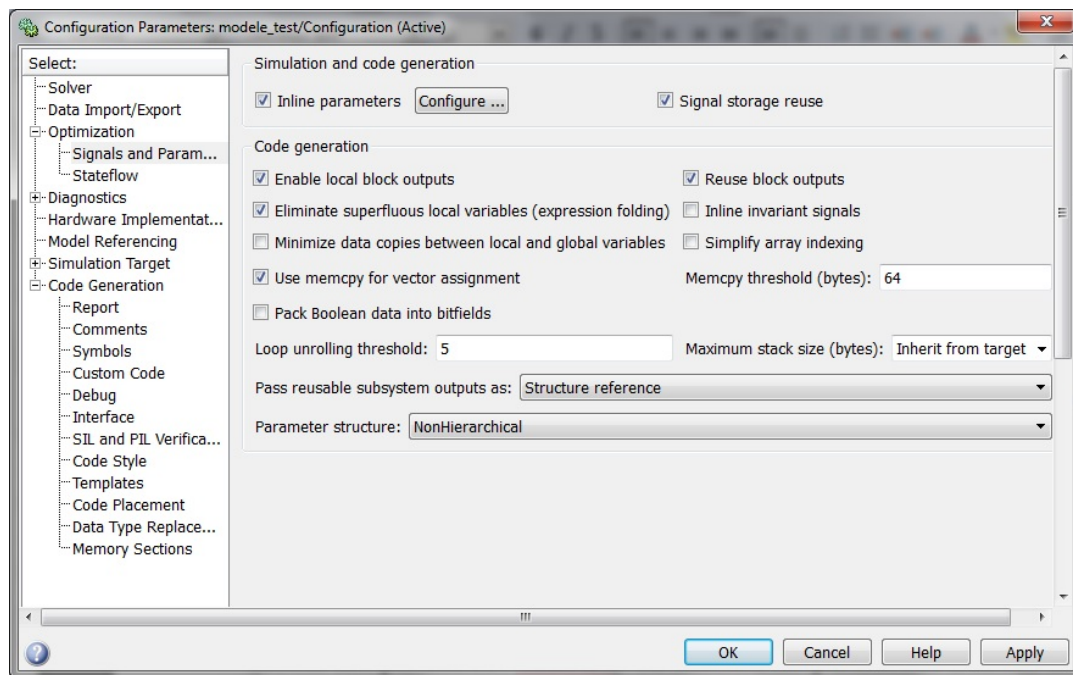 Configuration Parameters: modele_test/Configuration (Active)
Select:
Solver
Data Import/Export
Optimization
Signals and Param...
Stateflow
Diagnostics
Hardware Implementat...
Model Referencing
Simulation Target
Code Generation
Report
Comments
Symbols
Custom Code
Debug
Interface
SIL and PIL Verifica...
Code Style
Templates
Code Placement
Data Type Replace...
Memory Sections
Simulation and code generation
Inline parameters Configure ... Signal storage reuse
Code generation
Enable local block outputs Reuse block outputs
Eliminate superfluous local variables (expression folding) Inline invariant signals
Minimize data copies between local and global variables Simplify array indexing
Use memcpy for vector assignment Memcpy threshold (bytes): 64
Pack Boolean data into bitfields
Loop unrolling threshold: 5 Maximum stack size (bytes): Inherit from target
Pass reusable subsystem outputs as: Structure reference
Parameter structure: NonHierarchical
OK Cancel Help Apply